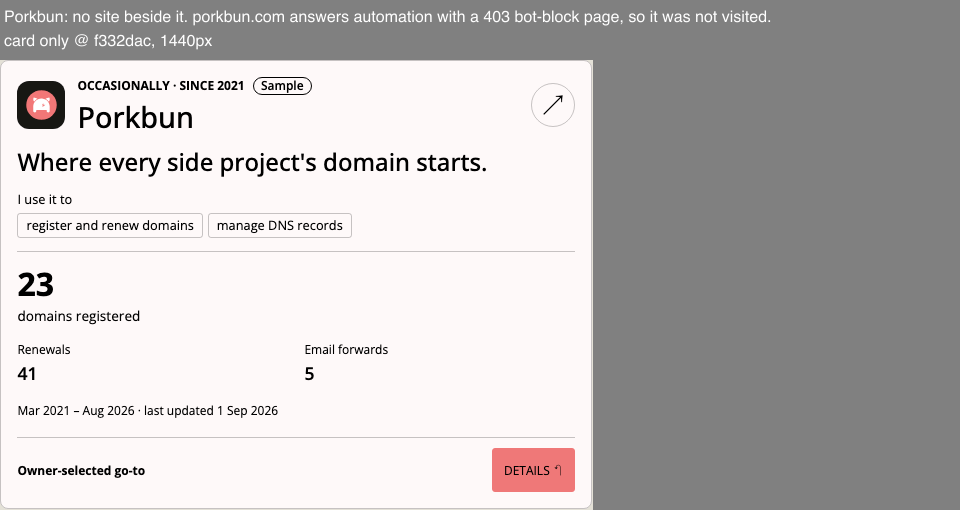 Porkbun: no site beside it. porkbun.com answers automation with a 403 bot-block page, so it was not visited.
card only @ f332dac, 1440px
OCCASIONALLY · SINCE 2021 Sample
Porkbun
Where every side project's domain starts.
I use it to
register and renew domains manage DNS records
23
domains registered
Renewals Email forwards
41 5
Mar 2021 – Aug 2026 · last updated 1 Sep 2026
Owner-selected go-to DETAILS